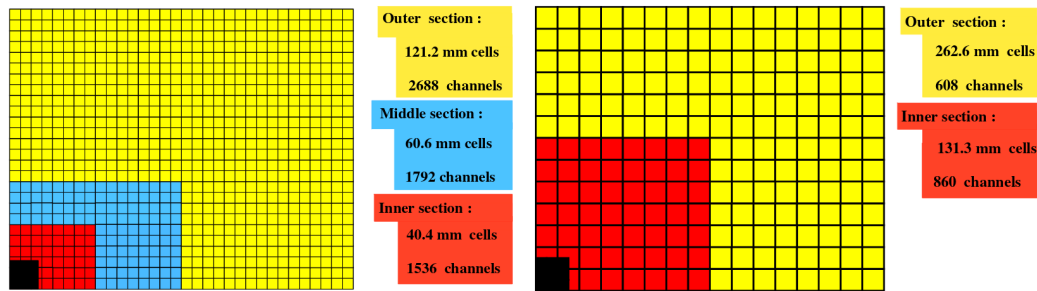 Outer section :
121.2 mm cells
2688 channels
Middle section :
60.6 mm cells
1792 channels
Inner section :
40.4 mm cells
1536 channels
Outer section :
262.6 mm cells
608 channels
Inner section :
131.3 mm cells
860 channels